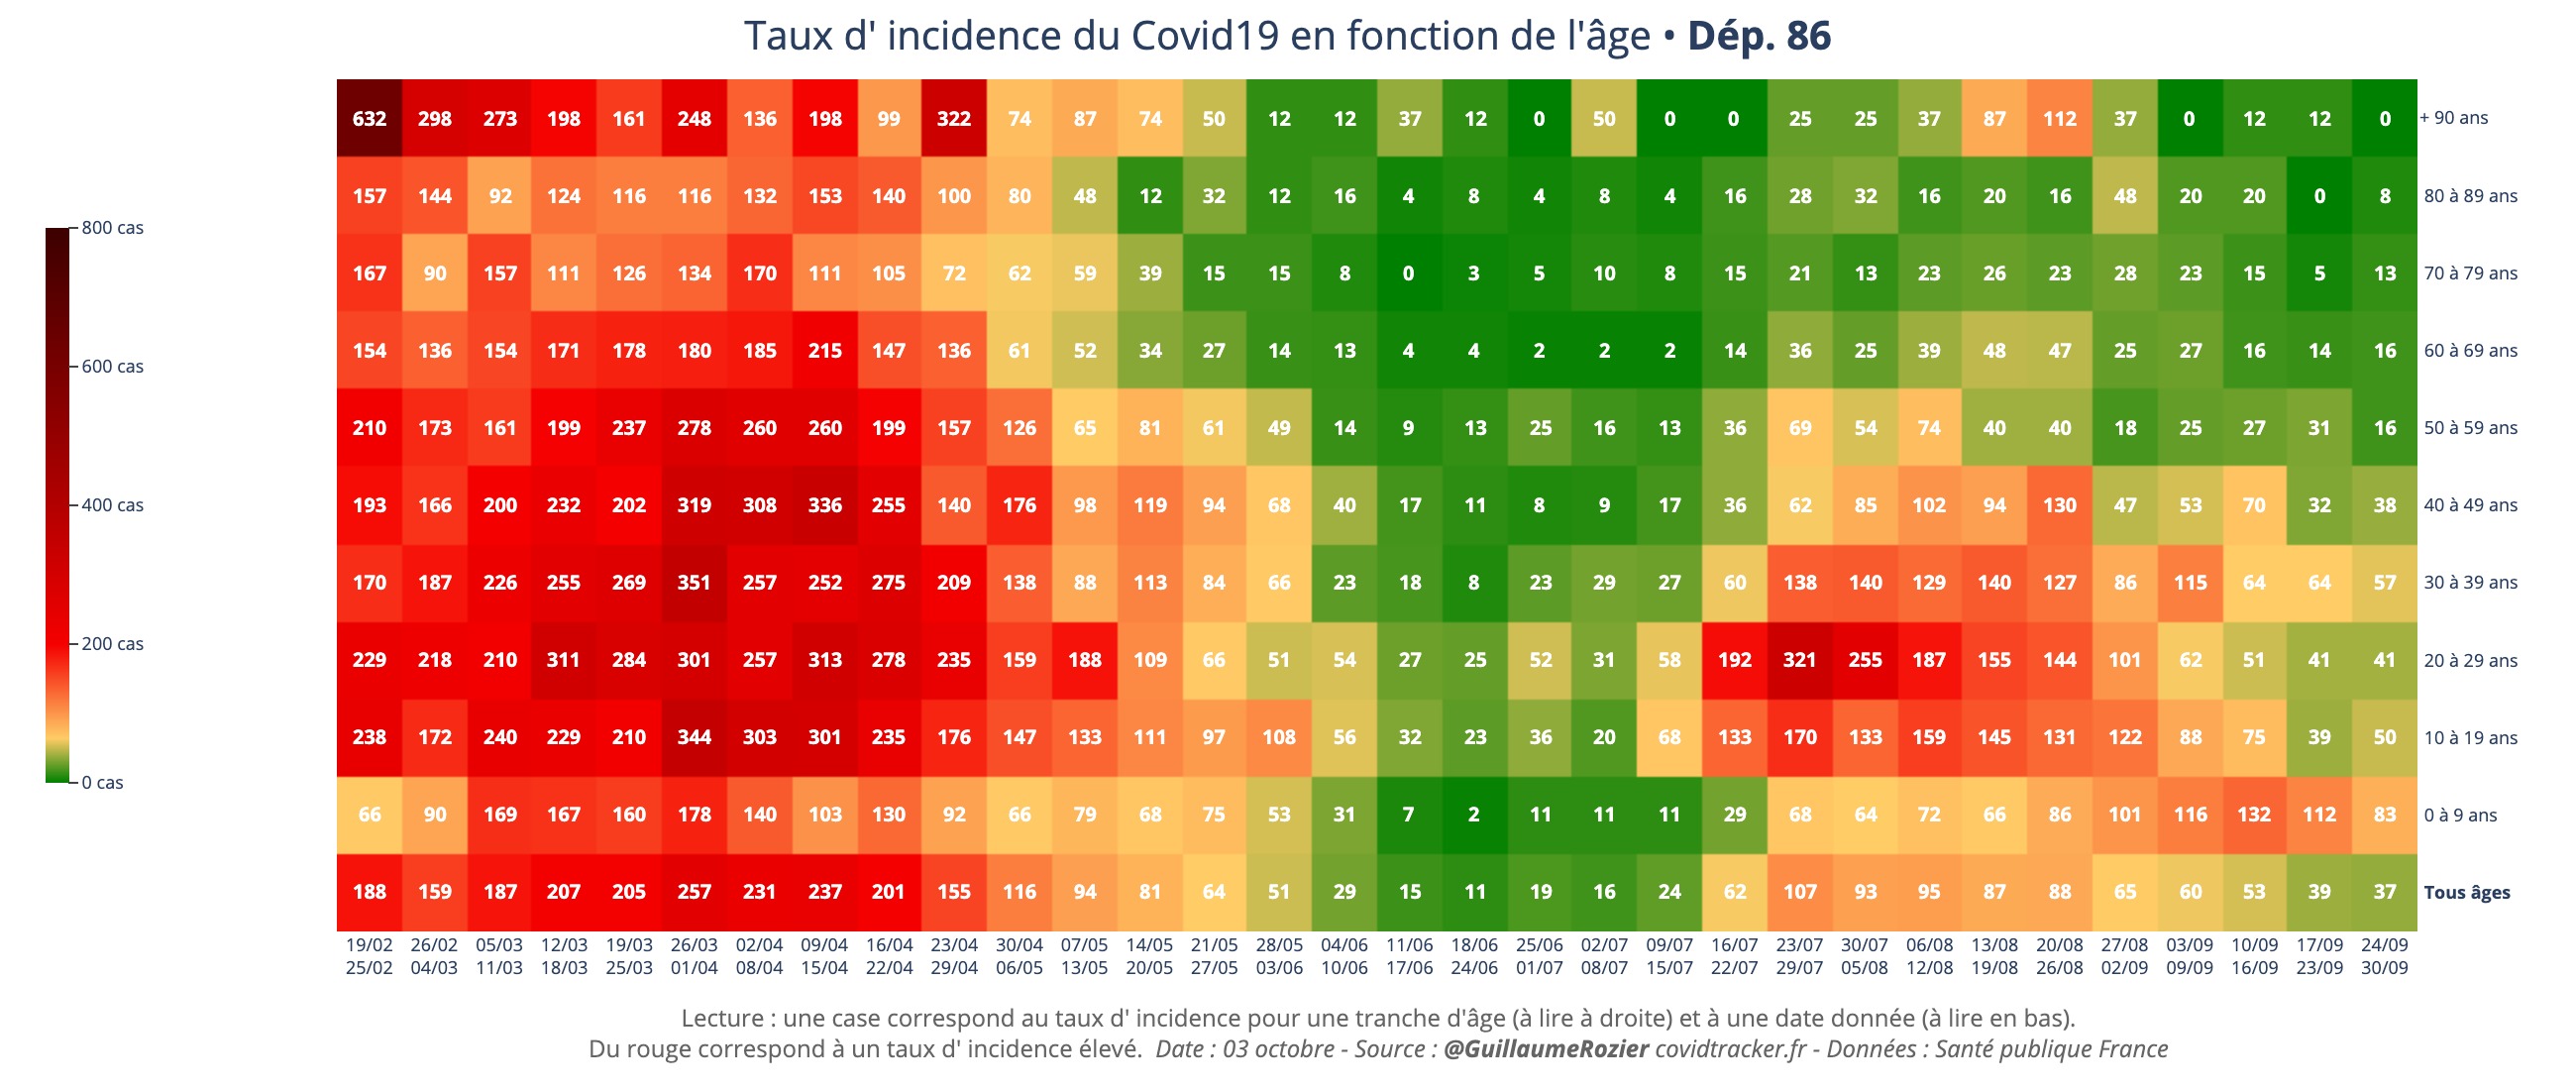 Taux d' incidence du Covid19 en fonction de l'âge • Dép. 86
632 298 273 198 161 248 136 198 99 322 74 87 74 50 12 12 37 12 0 50 0 0 25 25 37 87 112 37 0 12 12 0 + 90 ans
157 144 92 124 116 116 132 153 140 100 80 48 12 32 12 16 4 8 4 8 4 16 28 32 16 20 16 48 20 20 0 8 80 à 89 ans
800 cas
167 90 157 111 126 134 170 111 105 72 62 59 39 15 15 8 0 3 5 10 8 15 21 13 23 26 23 28 23 15 5 13 70 à 79 ans
154 136 154 171 178 180 185 215 147 136 61 52 34 27 14 13 4 4 2 2 2 14 36 25 39 48 47 25 27 16 14 16 60 à 69 ans
600 cas
210 173 161 199 237 278 260 260 199 157 126 65 81 61 49 14 9 13 25 16 13 36 69 54 74 40 40 18 25 27 31 16 50 à 59 ans
400 cas
193 166 200 232 202 319 308 336 255 140 176 98 119 94 68 40 17 11 8 9 17 36 62 85 102 94 130 47 53 70 32 38 40 à 49 ans
170 187 226 255 269 351 257 252 275 209 138 88 113 84 66 23 18 8 23 29 27 60 138 140 129 140 127 86 115 64 64 57 30 à 39 ans
200 cas
229 218 210 311 284 301 257 313 278 235 159 188 109 66 51 54 27 25 52 31 58 192 321 255 187 155 144 101 62 51 41 41 20 à 29 ans
238 172 240 229 210 344 303 301 235 176 147 133 111 97 108 56 32 23 36 20 68 133 170 133 159 145 131 122 88 75 39 50 10 à 19 ans
0 cas
66 90 169 167 160 178 140 103 130 92 66 79 68 75 53 31 7 2 11 11 11 29 68 64 72 66 86 101 116 132 112 83 0 à 9 ans
188 159 187 207 205 257 231 237 201 155 116 94 81 64 51 29 15 11 19 16 24 62 107 93 95 87 88 65 60 53 39 37 Tous âges
19/02 26/02 05/03 12/03 19/03 26/03 02/04 09/04 16/04 23/04 30/04 07/05 14/05 21/05 28/05 04/06 11/06 18/06 25/06 02/07 09/07 16/07 23/07 30/07 06/08 13/08 20/08 27/08 03/09 10/09 17/09 24/09
25/02 04/03 11/03 18/03 25/03 01/04 08/04 15/04 22/04 29/04 06/05 13/05 20/05 27/05 03/06 10/06 17/06 24/06 01/07 08/07 15/07 22/07 29/07 05/08 12/08 19/08 26/08 02/09 09/09 16/09 23/09 30/09
Lecture : une case correspond au taux d' incidence pour une tranche d'âge (à lire à droite) et à une date donnée (à lire en bas).
Du rouge correspond à un taux d' incidence élevé. Date : 03 octobre - Source : @GuillaumeRozier covidtracker.fr - Données : Santé publique France